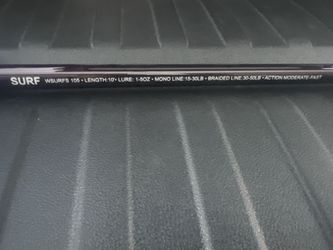 SURF WSURFS 105 • LENGTH 10' • LURE: 1-5OZ • MONO LINE:15-30LB • BRAIDED LINE:30-50LB • ACTION MODERATE-FAST